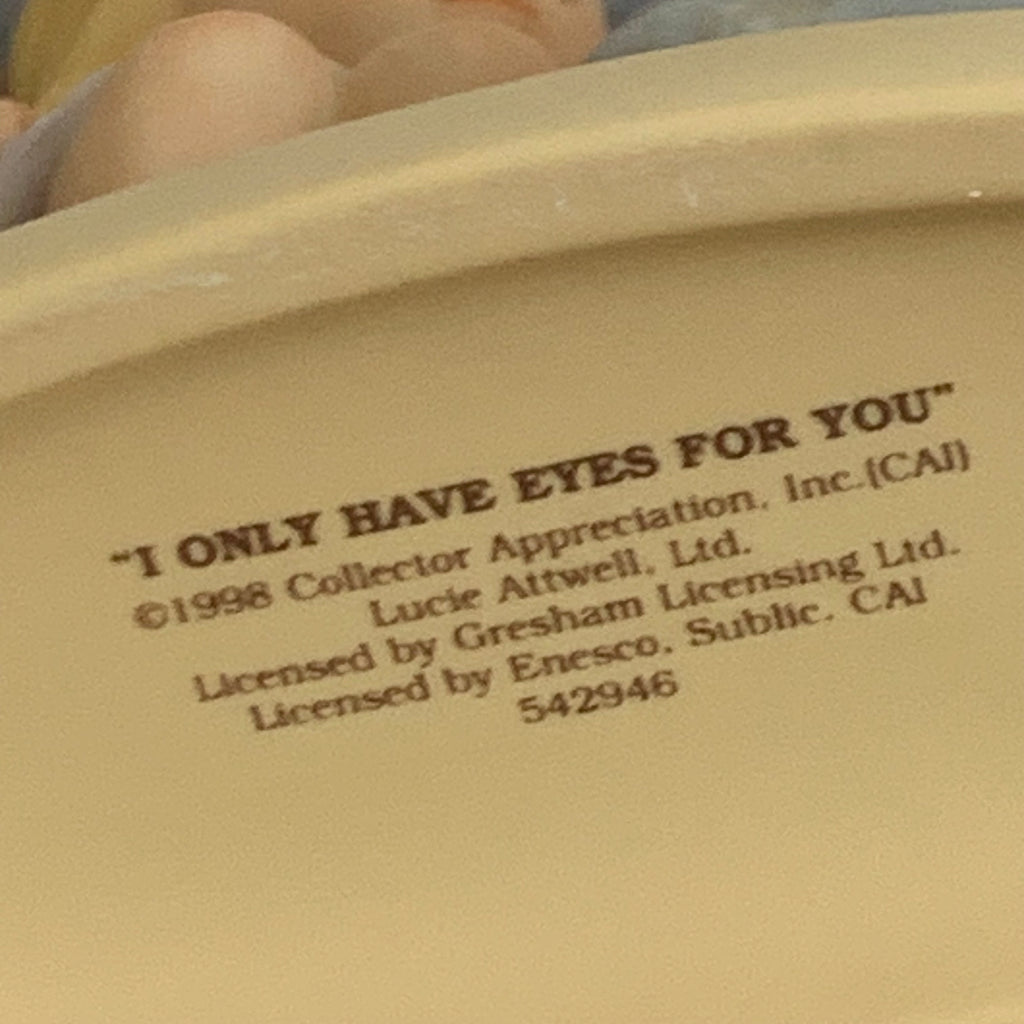 "I ONLY HAVE EYES FOR YOU"
©1998 Collector Appreciation, Inc.(CAI)
Lucie Attwell, Ltd.
Licensed by Gresham Licensing Ltd.
Licensed by Enesco, Sublic. CAI
542946